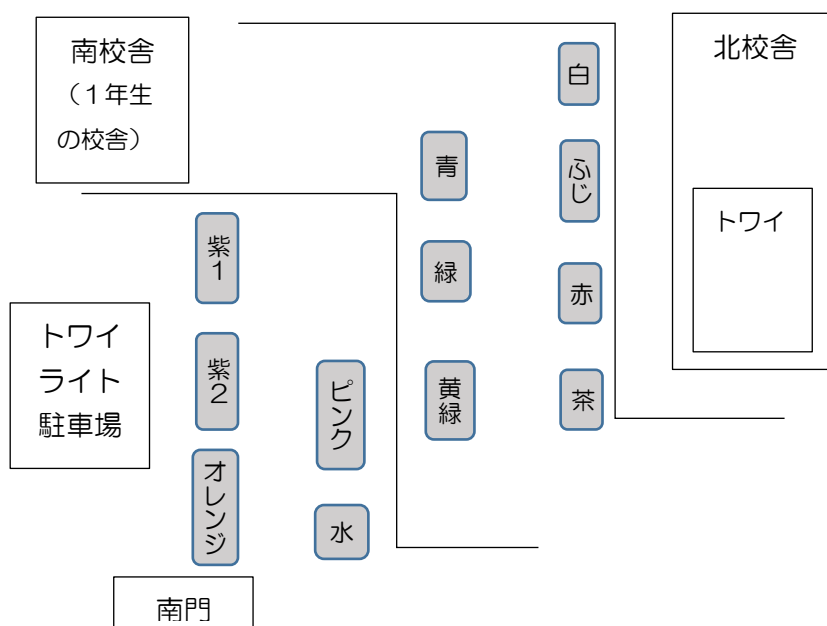 南校舎
(１年生
の校舎)
白
北校舎
青
ふじ
トワイ
紫１
緑
赤
トワイ
ライト
駐車場
紫２
ピンク
黄緑
茶
オレンジ
水
南門